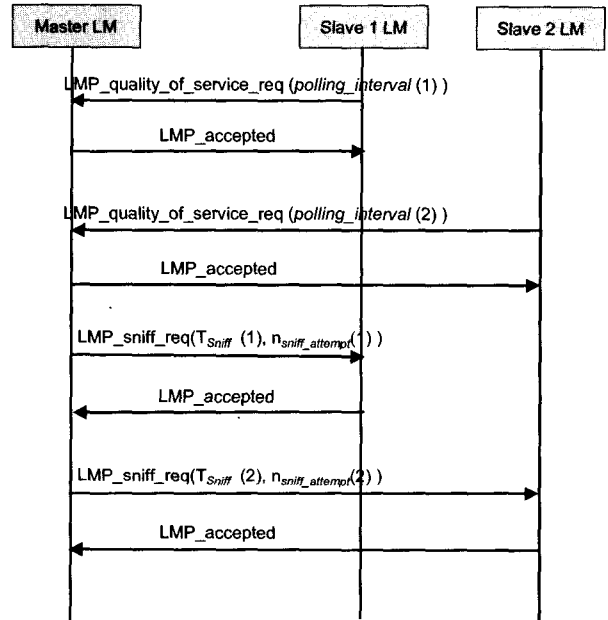 Master LM
Slave 1 LM
Slave 2 LM
LMP_quality_of_service_req (polling_interval (1) )
LMP_accepted
LMP_quality_of_service_req (polling_interval (2) )
LMP_accepted
LMP_sniff_req(TSniff (1), nsniff_attempt(1) )
LMP_accepted
LMP_sniff_req(TSniff (2), nsniff_attempt(2) )
LMP_accepted